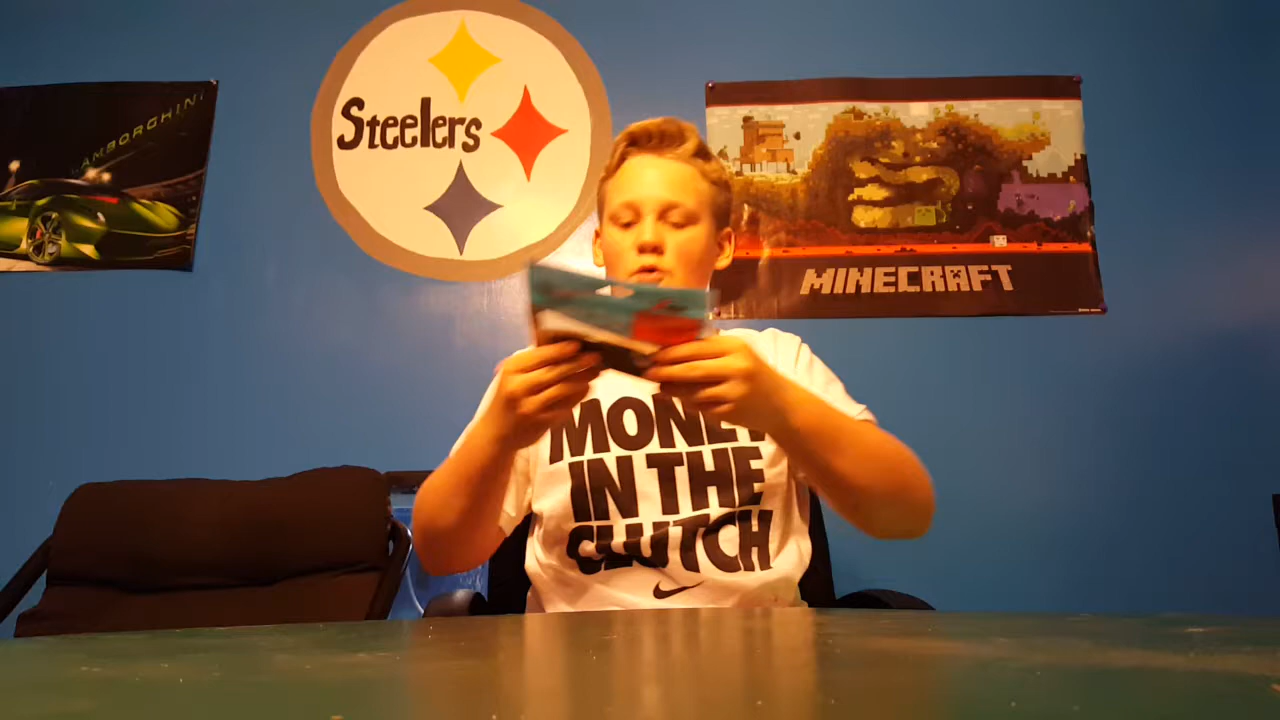 LAMBORGHINI
Steelers
MINECRAFT
MONEY
IN THE
CLUTCH